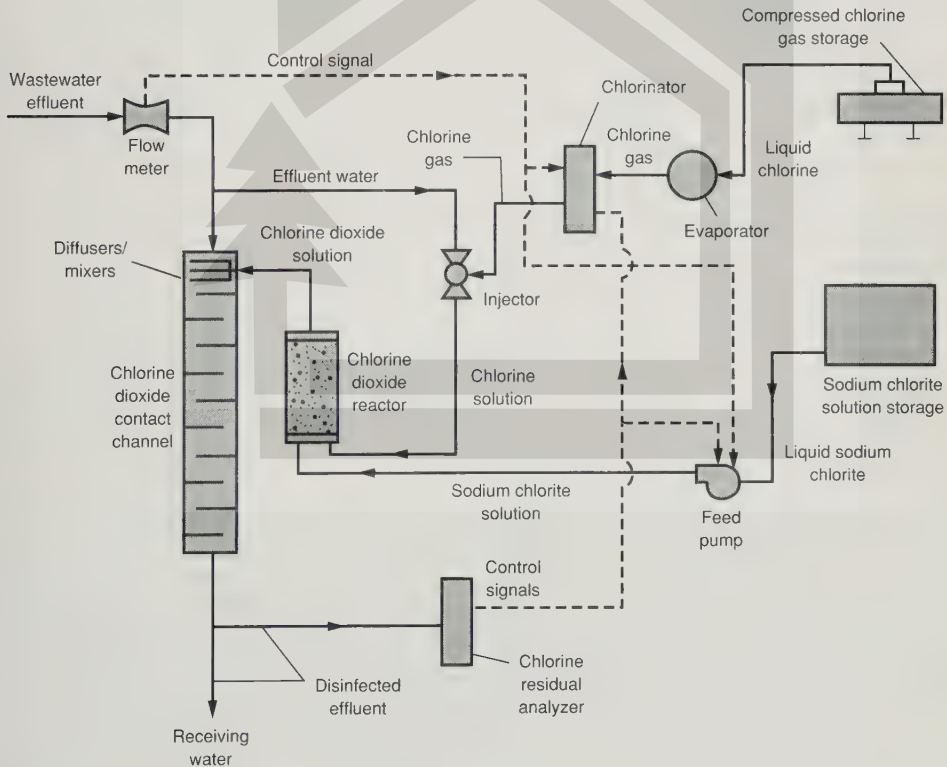 Compressed chlorine
gas storage
Control signal
Wastewater
effluent
Chlorinator
Chlorine
gas
Chlorine
gas
Liquid
chlorine
Flow
meter
Effluent water
Evaporator
Chlorine dioxide
solution
Diffusers/
mixers
Injector
Chlorine
dioxide
reactor
Chlorine
solution
Chlorine
dioxide
contact
channel
Sodium chlorite
solution storage
Liquid sodium
chlorite
Sodium chlorite
solution
Feed
pump
Control
signals
Chlorine
residual
analyzer
Disinfected
effluent
Receiving
water